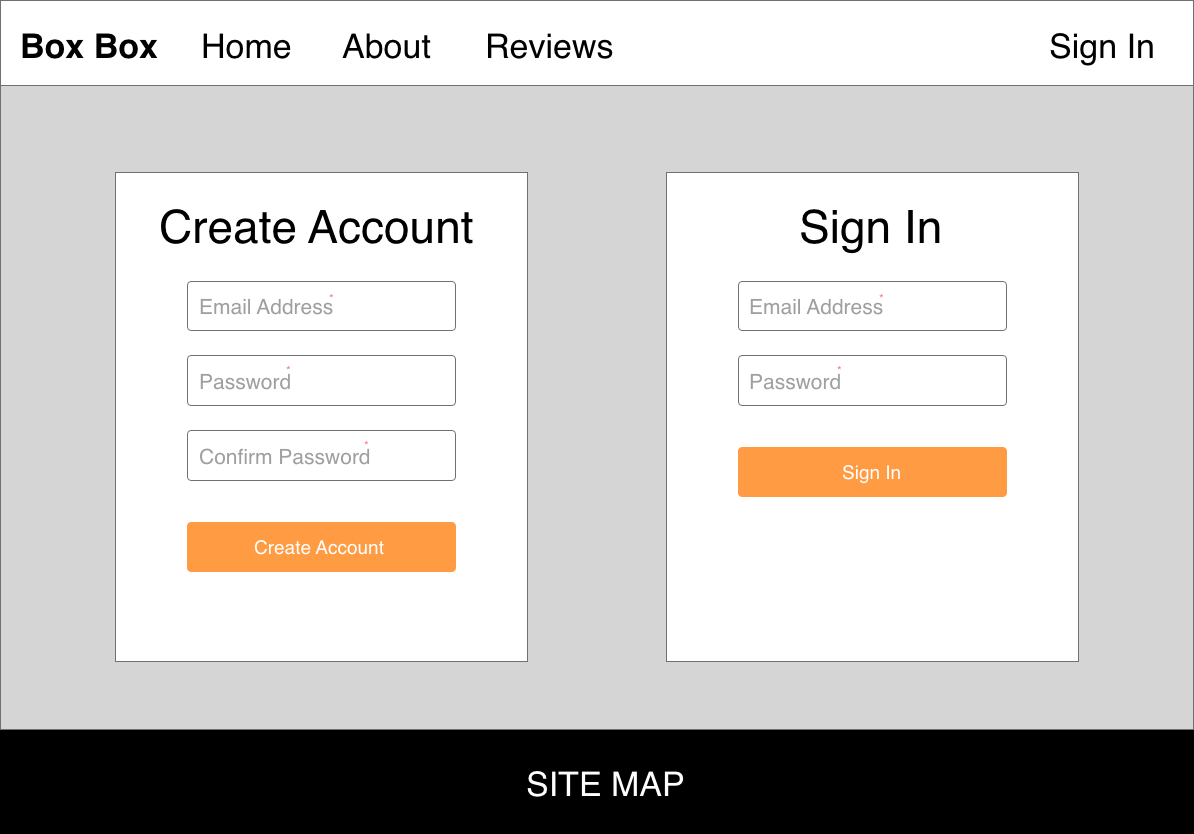 Box Box Home About Reviews Sign In
Create Account
Email Address*
Password*
Confirm Password*
Create Account
Sign In
Email Address*
Password*
Sign In
SITE MAP